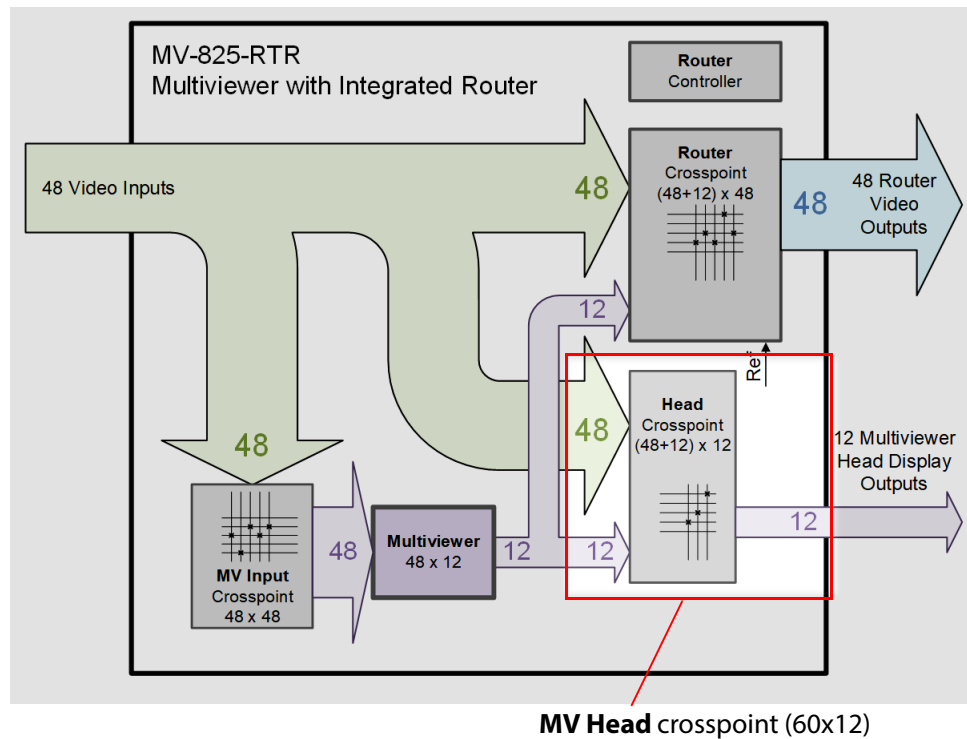 MV-825-RTR
Multiviewer with Integrated Router
Router
Controller
48 Video Inputs
48
Router
Crosspoint
(48+12) x 48
48
48 Router
Video
Outputs
12
Ref
48
Head
Crosspoint
(48+12) x 12
12 Multiviewer
Head Display
Outputs
48
MV Input
Crosspoint
48 x 48
48
Multiviewer
48 x 12
12
12
12
MV Head crosspoint (60x12)